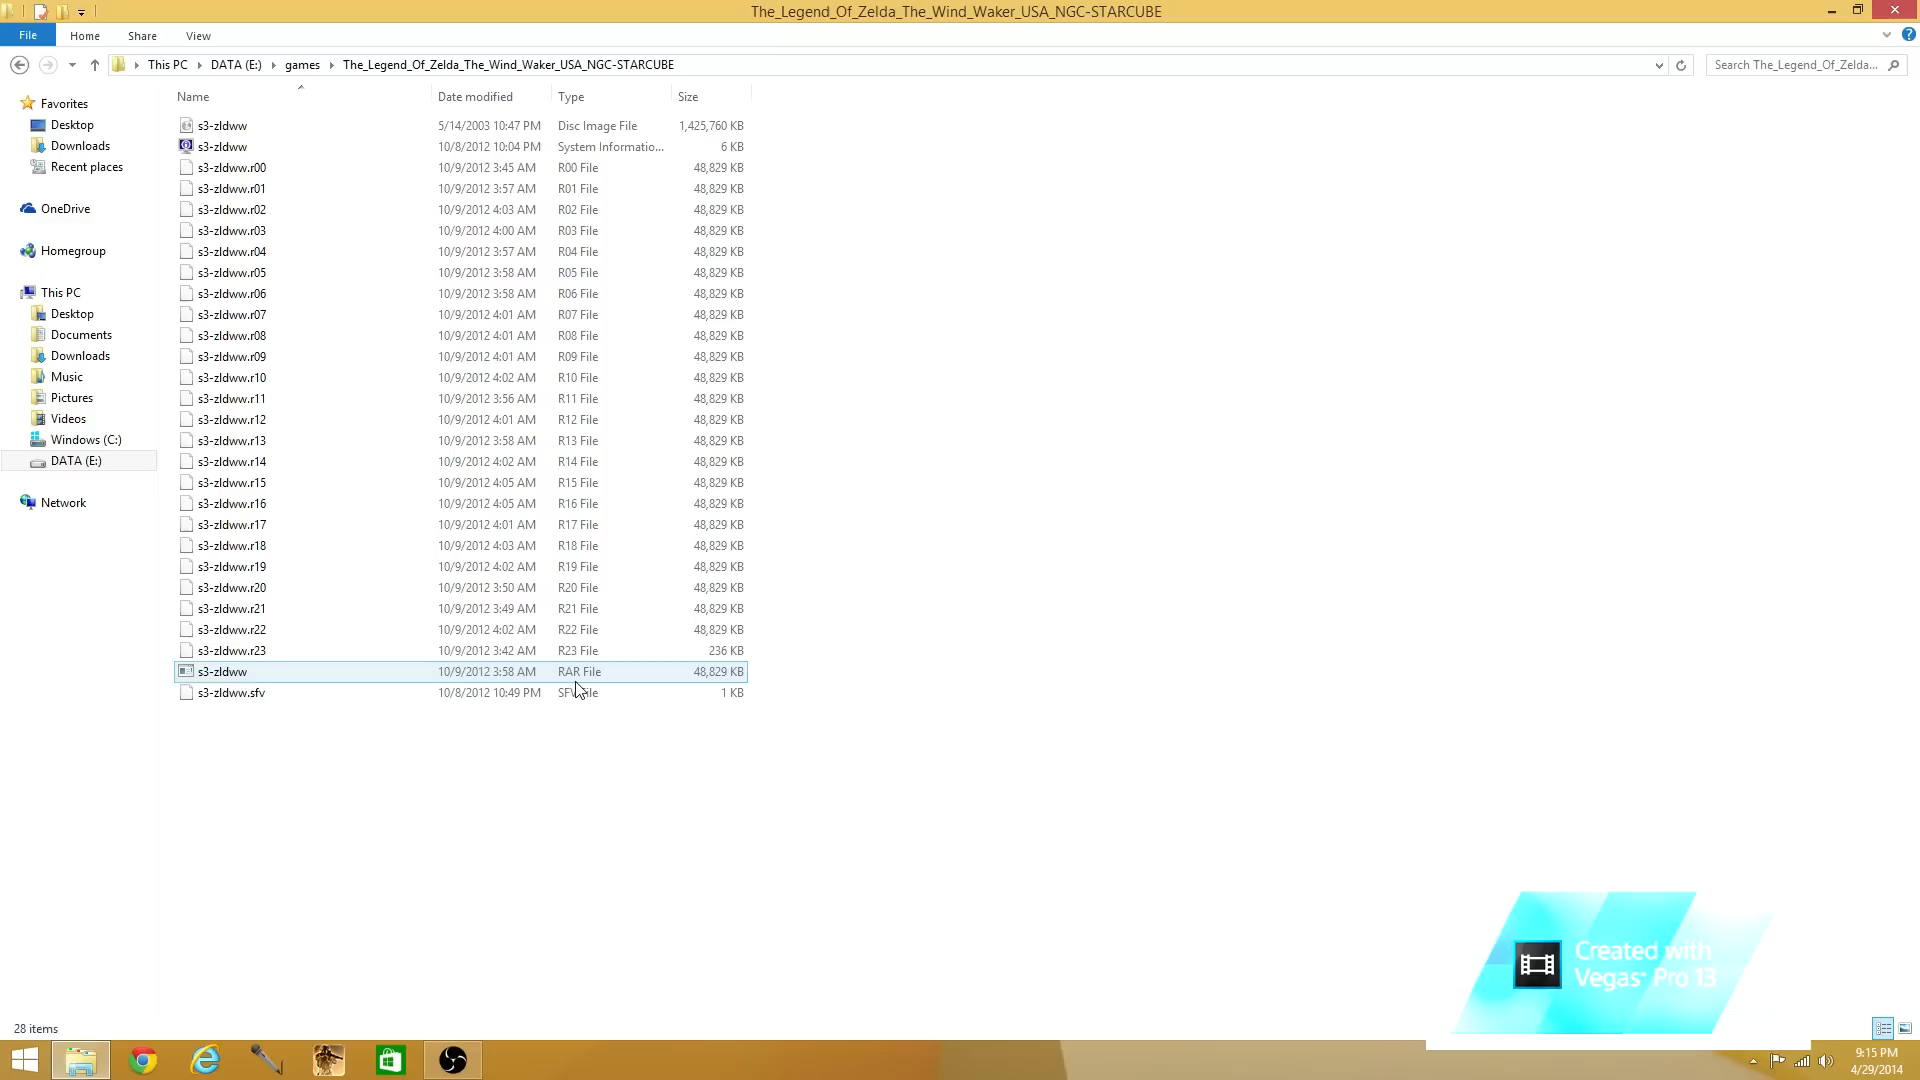 The_Legend_Of_Zelda_The_Wind_Waker_USA_NGC-STARCUBE
File Home Share View
This PC DATA (E:) games The_Legend_Of_Zelda_The_Wind_Waker_USA_NGC-STARCUBE
Search The_Legend_Of_Zelda...
Favorites
Desktop
Downloads
Recent places
OneDrive
Homegroup
This PC
Desktop
Documents
Downloads
Music
Pictures
Videos
Windows (C:)
DATA (E:)
Network
Name Date modified Type Size
s3-zldww 5/14/2003 10:47 PM Disc Image File 1,425,760 KB
s3-zldww 10/8/2012 10:04 PM System Informatio... 6 KB
s3-zldww.r00 10/9/2012 3:45 AM R00 File 48,829 KB
s3-zldww.r01 10/9/2012 3:57 AM R01 File 48,829 KB
s3-zldww.r02 10/9/2012 4:03 AM R02 File 48,829 KB
s3-zldww.r03 10/9/2012 4:00 AM R03 File 48,829 KB
s3-zldww.r04 10/9/2012 3:57 AM R04 File 48,829 KB
s3-zldww.r05 10/9/2012 3:58 AM R05 File 48,829 KB
s3-zldww.r06 10/9/2012 3:58 AM R06 File 48,829 KB
s3-zldww.r07 10/9/2012 4:01 AM R07 File 48,829 KB
s3-zldww.r08 10/9/2012 4:01 AM R08 File 48,829 KB
s3-zldww.r09 10/9/2012 4:01 AM R09 File 48,829 KB
s3-zldww.r10 10/9/2012 4:02 AM R10 File 48,829 KB
s3-zldww.r11 10/9/2012 3:56 AM R11 File 48,829 KB
s3-zldww.r12 10/9/2012 4:01 AM R12 File 48,829 KB
s3-zldww.r13 10/9/2012 3:58 AM R13 File 48,829 KB
s3-zldww.r14 10/9/2012 4:02 AM R14 File 48,829 KB
s3-zldww.r15 10/9/2012 4:05 AM R15 File 48,829 KB
s3-zldww.r16 10/9/2012 4:05 AM R16 File 48,829 KB
s3-zldww.r17 10/9/2012 4:01 AM R17 File 48,829 KB
s3-zldww.r18 10/9/2012 4:03 AM R18 File 48,829 KB
s3-zldww.r19 10/9/2012 4:02 AM R19 File 48,829 KB
s3-zldww.r20 10/9/2012 3:50 AM R20 File 48,829 KB
s3-zldww.r21 10/9/2012 3:49 AM R21 File 48,829 KB
s3-zldww.r22 10/9/2012 4:02 AM R22 File 48,829 KB
s3-zldww.r23 10/9/2012 3:42 AM R23 File 236 KB
s3-zldww 10/9/2012 3:58 AM RAR File 48,829 KB
s3-zldww.sfv 10/8/2012 10:49 PM SFV File 1 KB
Created with
Vegas Pro 13
28 items
9:15 PM
4/29/2014